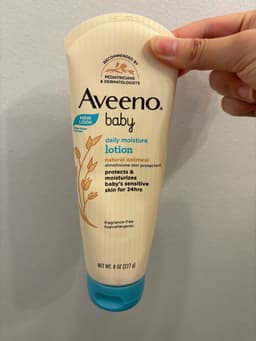 RECOMMENDED BY
PEDIATRICIANS
& DERMATOLOGISTS
Aveeno®
NEW
LOOK
baby
daily moisture
lotion
natural oatmeal
dimethicone skin protectant
protects &
moisturizes
baby's sensitive
skin for 24hrs
fragrance free
hypoallergenic
NET WT. 8 OZ (227g)